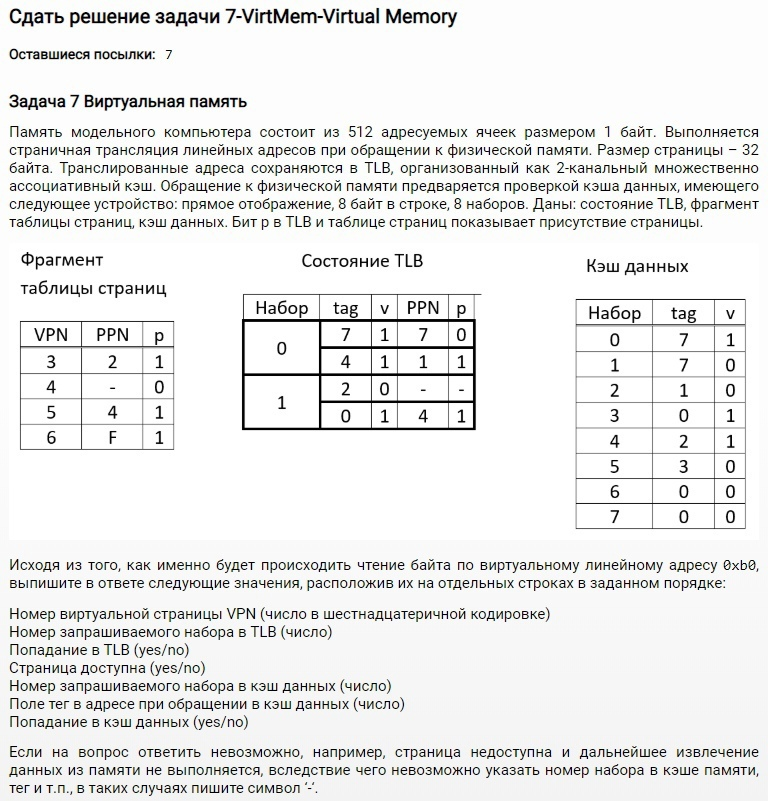 Сдать решение задачи 7-VirtMem-Virtual Memory
Оставшиеся посылки: 7
Задача 7 Виртуальная память
Память модельного компьютера состоит из 512 адресуемых ячеек размером 1 байт. Выполняется
страничная трансляция линейных адресов при обращении к физической памяти. Размер страницы – 32
байта. Транслированные адреса сохраняются в TLB, организованный как 2-канальный множественно
ассоциативный кэш. Обращение к физической памяти предваряется проверкой кэша данных, имеющего
следующее устройство: прямое отображение, 8 байт в строке, 8 наборов. Даны: состояние TLB, фрагмент
таблицы страниц, кэш данных. Бит p в TLB и таблице страниц показывает присутствие страницы.
Фрагмент
таблицы страниц
VPN PPN p
3 2 1
4 - 0
5 4 1
6 F 1
Состояние TLB
Набор tag v PPN p
0 7 1 7 0
4 1 1 1
1 2 0 - -
0 1 4 1
Кэш данных
Набор tag v
0 7 1
1 7 0
2 1 0
3 0 1
4 2 1
5 3 0
6 0 0
7 0 0
Исходя из того, как именно будет происходить чтение байта по виртуальному линейному адресу 0xb0,
выпишите в ответе следующие значения, расположив их на отдельных строках в заданном порядке:
Номер виртуальной страницы VPN (число в шестнадцатеричной кодировке)
Номер запрашиваемого набора в TLB (число)
Попадание в TLB (yes/no)
Страница доступна (yes/no)
Номер запрашиваемого набора в кэш данных (число)
Поле тег в адресе при обращении в кэш данных (число)
Попадание в кэш данных (yes/no)
Если на вопрос ответить невозможно, например, страница недоступна и дальнейшее извлечение
данных из памяти не выполняется, вследствие чего невозможно указать номер набора в кэше памяти,
тег и т.п., в таких случаях пишите символ ‘-‘.